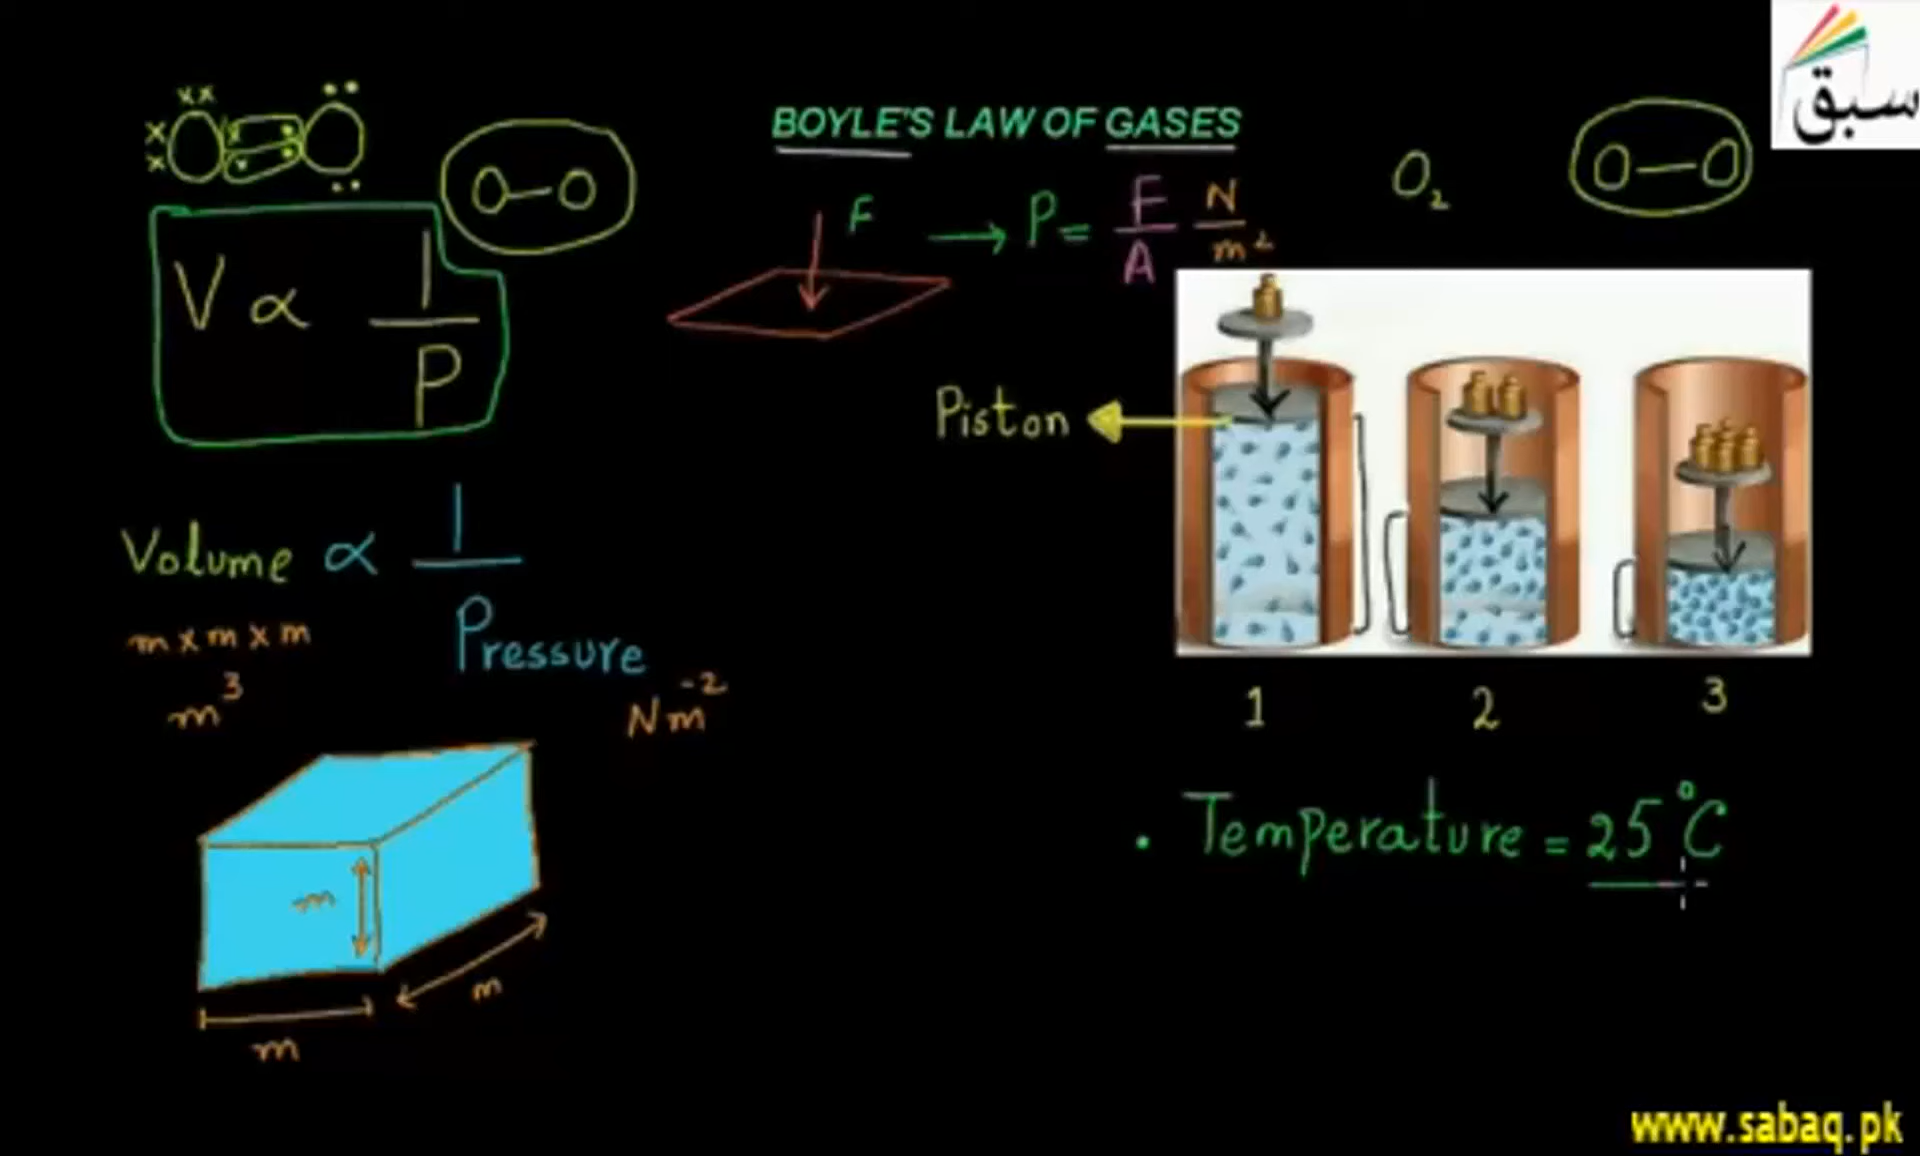 سبق
BOYLE'S LAW OF GASES
x x
x
x
x
x
O
O
O—O
F
→ P = F/A N/m²
O₂
O—O
V ∝ 1/P
Piston
Volume ∝ 1/Pressure
m x m x m
m³
Nm⁻²
1
2
3
m
m
m
. Temperature = 25°C
www.sabaq.pk